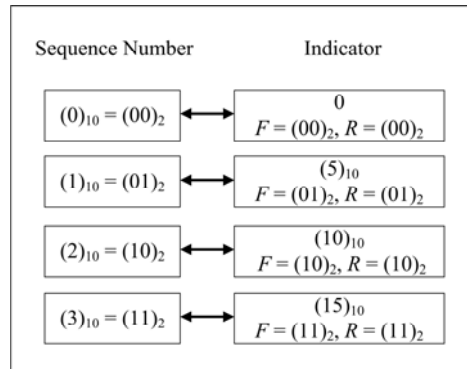 Sequence Number Indicator
(0)₁₀ = (00)₂
0
F = (00)₂, R = (00)₂
(1)₁₀ = (01)₂
(5)₁₀
F = (01)₂, R = (01)₂
(2)₁₀ = (10)₂
(10)₁₀
F = (10)₂, R = (10)₂
(3)₁₀ = (11)₂
(15)₁₀
F = (11)₂, R = (11)₂